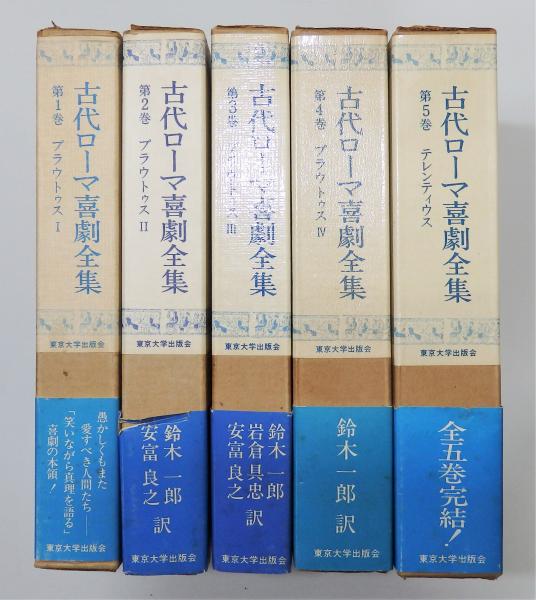 古代ローマ喜劇全集
第1巻 プラウトゥス I
東京大学出版会
愚かしくもまた
愛すべき人間たち――
「笑いながら真理を語る」
喜劇の本領!
東京大学出版会
古代ローマ喜劇全集
第2巻 プラウトゥス II
東京大学出版会
鈴木一郎
安富良之 訳
東京大学出版会
古代ローマ喜劇全集
第3巻 プラウトゥス III
東京大学出版会
鈴木一郎
岩倉具忠
安富良之 訳
東京大学出版会
古代ローマ喜劇全集
第4巻 プラウトゥス IV
東京大学出版会
鈴木一郎 訳
東京大学出版会
古代ローマ喜劇全集
第5巻 テレンティウス
東京大学出版会
全五巻完結!
東京大学出版会